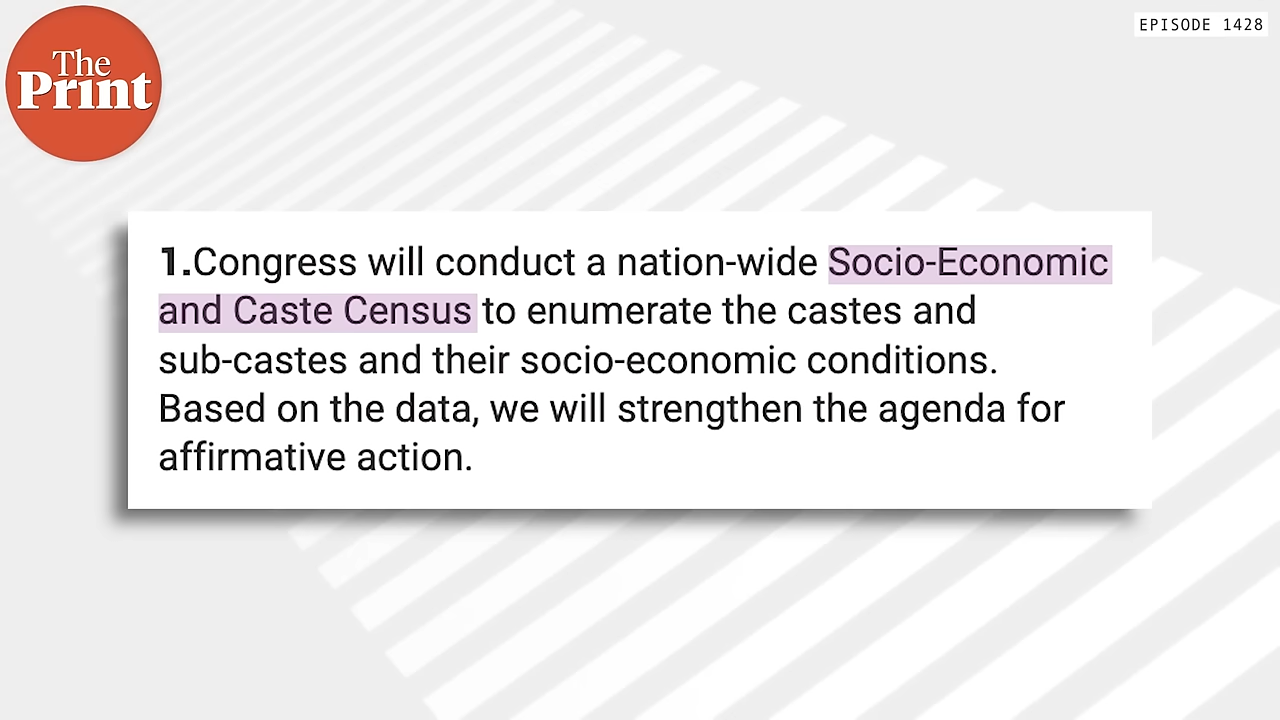 The
Print
EPISODE 1428
1.Congress will conduct a nation-wide Socio-Economic
and Caste Census to enumerate the castes and
sub-castes and their socio-economic conditions.
Based on the data, we will strengthen the agenda for
affirmative action.